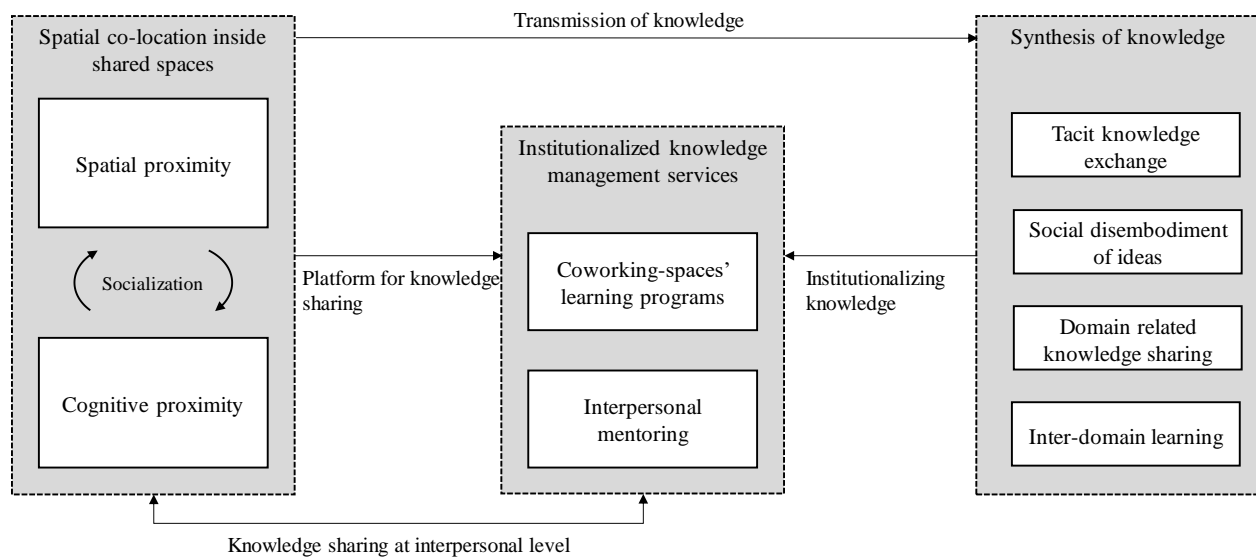 Transmission of knowledge
Spatial co-location inside
shared spaces
Spatial proximity
Socialization
Cognitive proximity
Platform for knowledge
sharing
Institutionalized knowledge
management services
Coworking-spaces’
learning programs
Interpersonal
mentoring
Institutionalizing
knowledge
Synthesis of knowledge
Tacit knowledge
exchange
Social disembodiment
of ideas
Domain related
knowledge sharing
Inter-domain learning
Knowledge sharing at interpersonal level